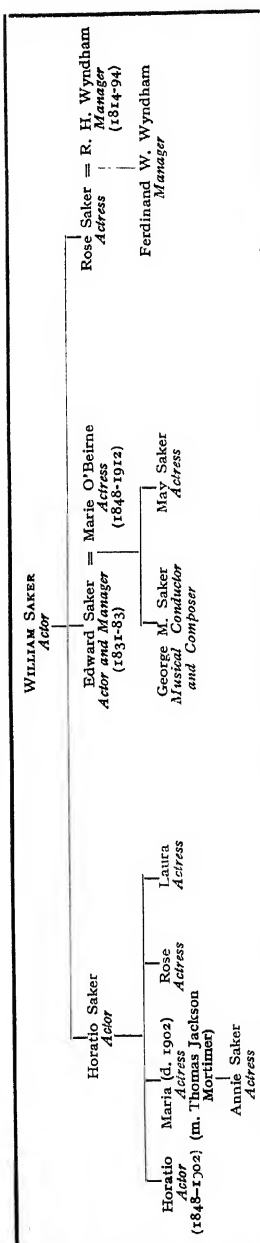 WILLIAM SAKER
Actor
Horatio Saker
Actor
Edward Saker = Marie O'Beirne
Actor and Manager Actress
(1831-83) (1848-1912)
Rose Saker = R. H. Wyndham
Actress Manager
(1814-94)
Horatio Maria (d. 1902) Rose Laura
Actor Actress Actress Actress
(1848-1902) (m. Thomas Jackson
Mortimer)
George M. Saker May Saker
Musical Conductor Actress
and Composer
Ferdinand W. Wyndham
Manager
Annie Saker
Actress